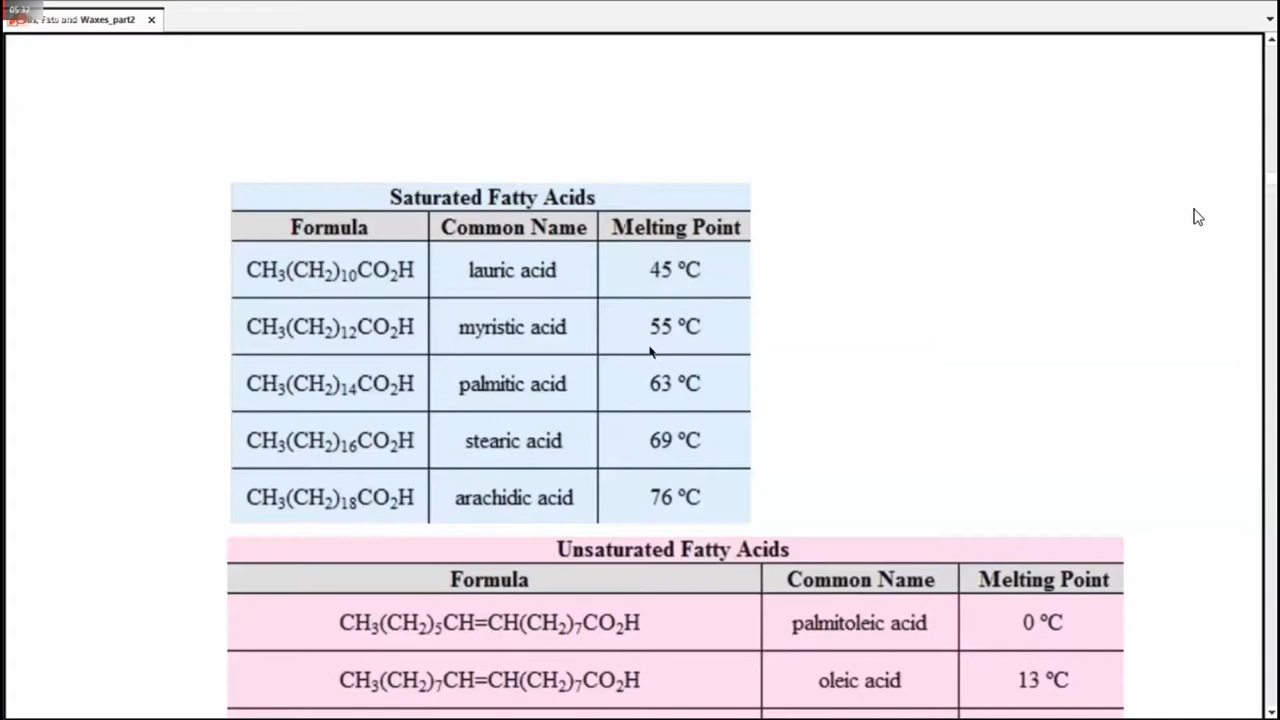 05:32
Fats and Waxes_part2
Saturated Fatty Acids
Formula Common Name Melting Point
CH₃(CH₂)₁₀CO₂H lauric acid 45 °C
CH₃(CH₂)₁₂CO₂H myristic acid 55 °C
CH₃(CH₂)₁₄CO₂H palmitic acid 63 °C
CH₃(CH₂)₁₆CO₂H stearic acid 69 °C
CH₃(CH₂)₁₈CO₂H arachidic acid 76 °C
Unsaturated Fatty Acids
Formula Common Name Melting Point
CH₃(CH₂)₅CH=CH(CH₂)₇CO₂H palmitoleic acid 0 °C
CH₃(CH₂)₇CH=CH(CH₂)₇CO₂H oleic acid 13 °C